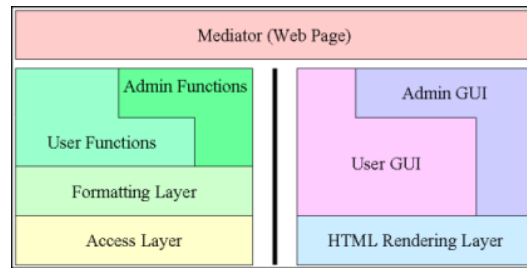 Mediator (Web Page)
Admin Functions
User Functions
Formatting Layer
Access Layer
Admin GUI
User GUI
HTML Rendering Layer